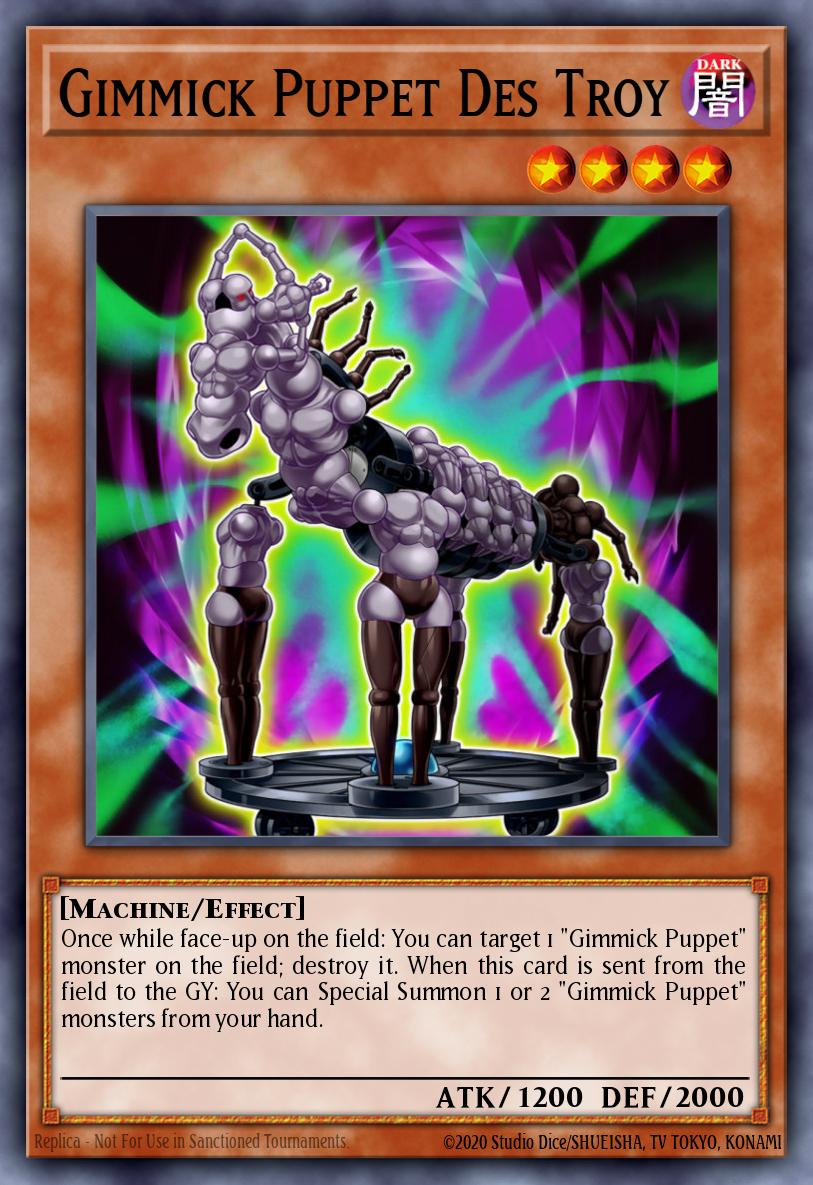 Gimmick Puppet Des Troy
DARK
闇
[Machine/Effect]
Once while face-up on the field: You can target 1 "Gimmick Puppet"
monster on the field; destroy it. When this card is sent from the
field to the GY: You can Special Summon 1 or 2 "Gimmick Puppet"
monsters from your hand.
ATK/1200 DEF/2000
Replica - Not For Use in Sanctioned Tournaments.
©2020 Studio Dice/SHUEISHA, TV TOKYO, KONAMI